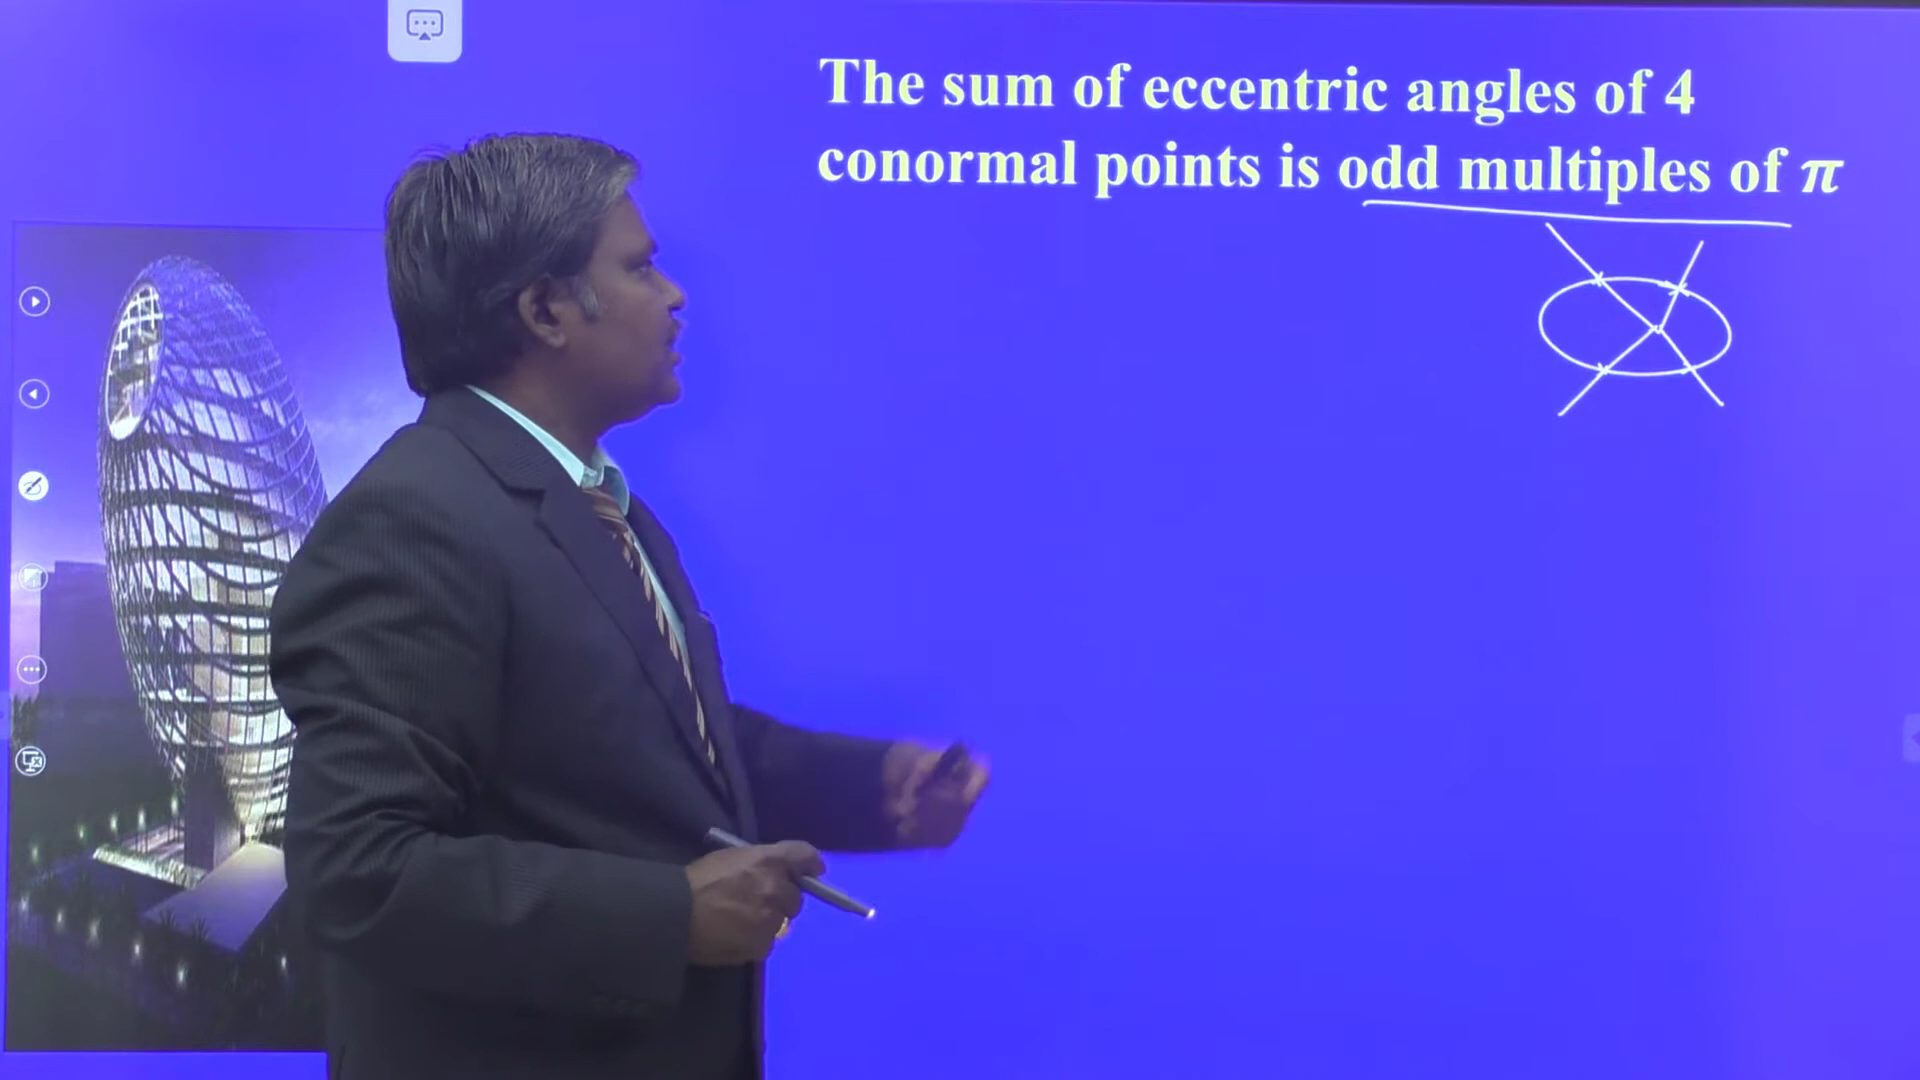 The sum of eccentric angles of 4
conormal points is odd multiples of π